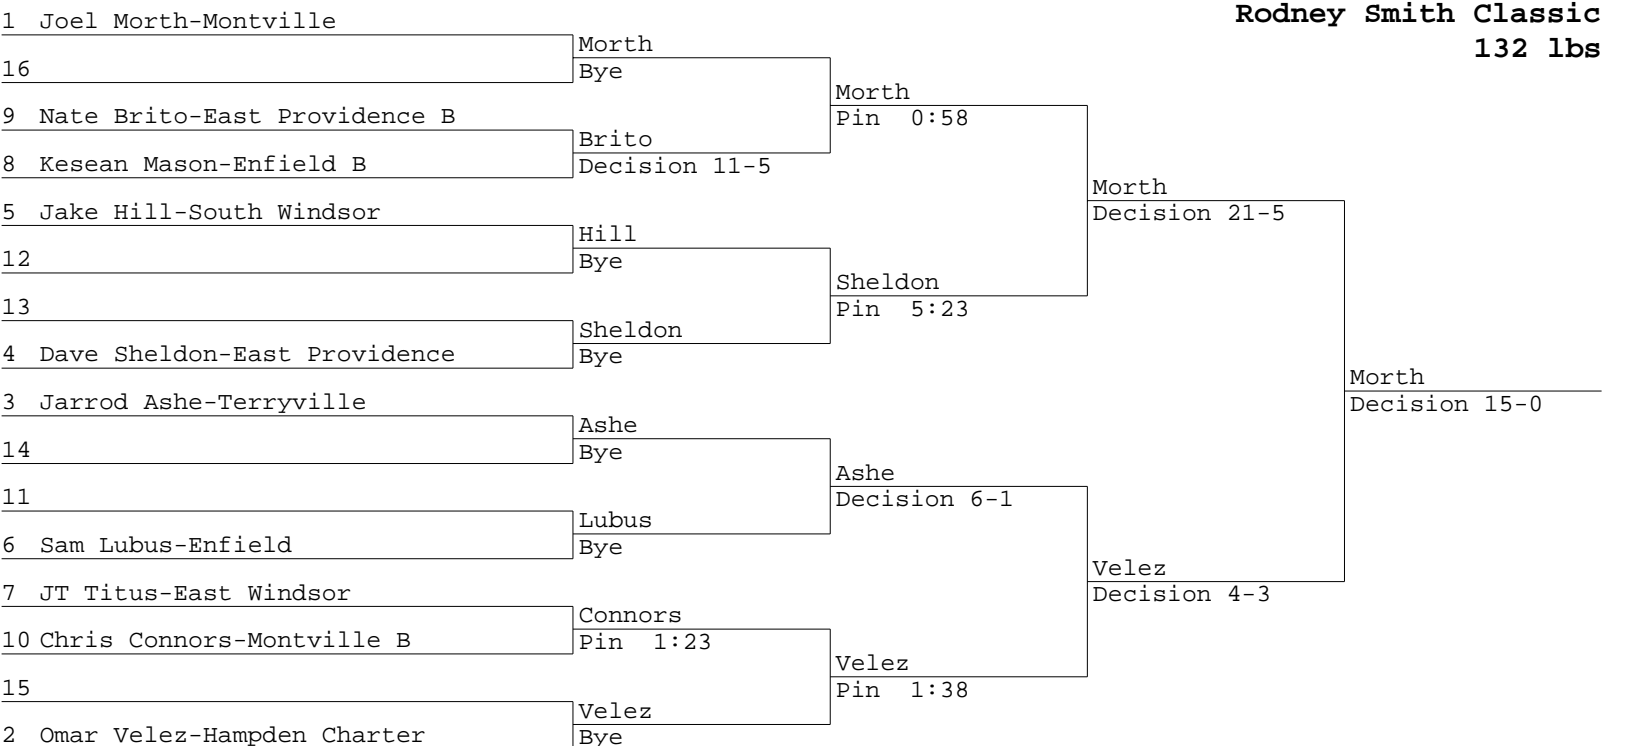 Rodney Smith Classic
132 lbs
1 Joel Morth-Montville
16
9 Nate Brito-East Providence B
8 Kesean Mason-Enfield B
5 Jake Hill-South Windsor
12
13
4 Dave Sheldon-East Providence
3 Jarrod Ashe-Terryville
14
11
6 Sam Lubus-Enfield
7 JT Titus-East Windsor
10 Chris Connors-Montville B
15
2 Omar Velez-Hampden Charter
Morth
Bye
Brito
Decision 11-5
Hill
Bye
Sheldon
Bye
Ashe
Bye
Lubus
Bye
Connors
Pin 1:23
Velez
Bye
Morth
Pin 0:58
Sheldon
Pin 5:23
Ashe
Decision 6-1
Velez
Pin 1:38
Morth
Decision 21-5
Velez
Decision 4-3
Morth
Decision 15-0